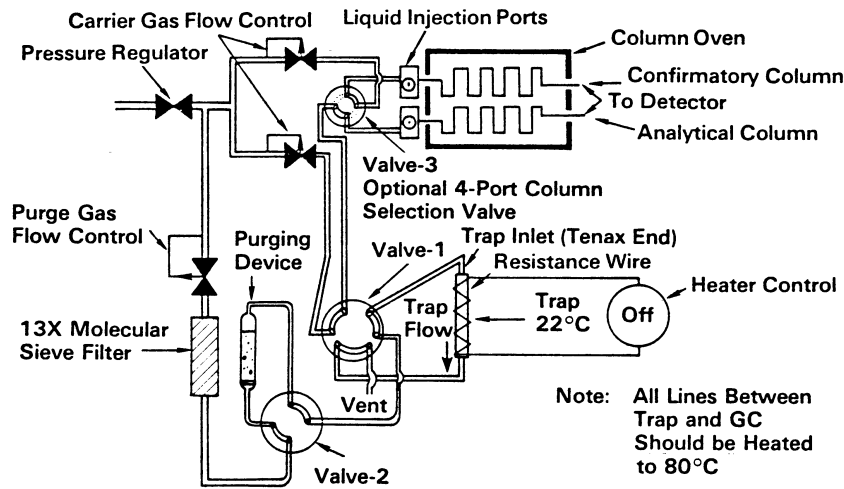 Carrier Gas Flow Control
Liquid Injection Ports
Pressure Regulator
Column Oven
Confirmatory Column
To Detector
Analytical Column
Valve-3
Optional 4-Port Column
Selection Valve
Purge Gas
Flow Control
Purging
Device
Valve-1
Trap Inlet (Tenax End)
Resistance Wire
Heater Control
Trap
Flow
Trap
22°C
Off
13X Molecular
Sieve Filter
Vent
Valve-2
Note: All Lines Between
Trap and GC
Should be Heated
to 80°C